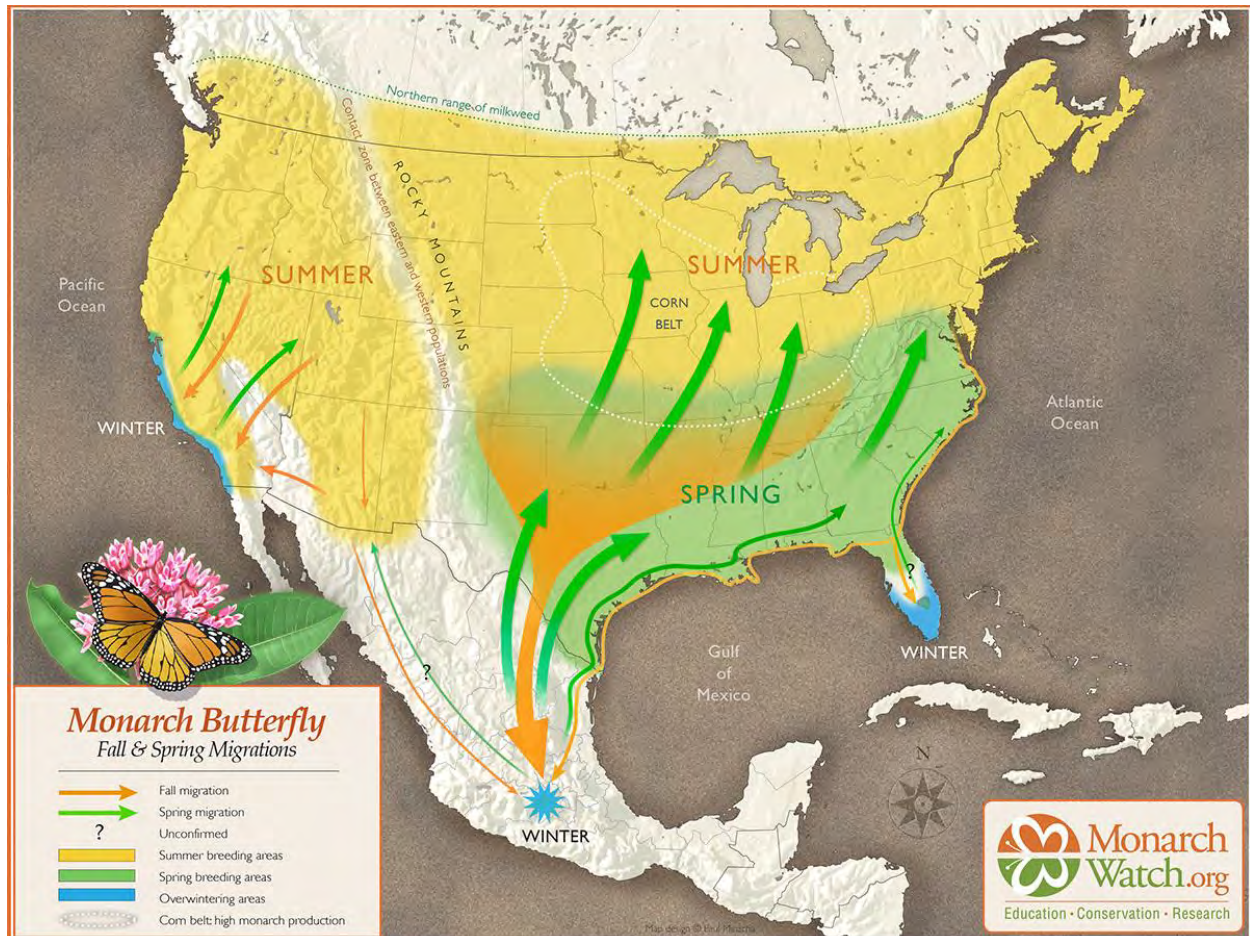 Northern range of milkweed
Contact zone between eastern and western populations
ROCKY MOUNTAINS
SUMMER
SUMMER
CORN
BELT
Pacific
Ocean
Atlantic
Ocean
WINTER
SPRING
?
?
Gulf
of
Mexico
WINTER
N
WINTER
Monarch Butterfly
Fall & Spring Migrations
Fall migration
Spring migration
?
Unconfirmed
Summer breeding areas
Spring breeding areas
Overwintering areas
Corn belt: high monarch production
Monarch
Watch.org
Education • Conservation • Research
Map design ©